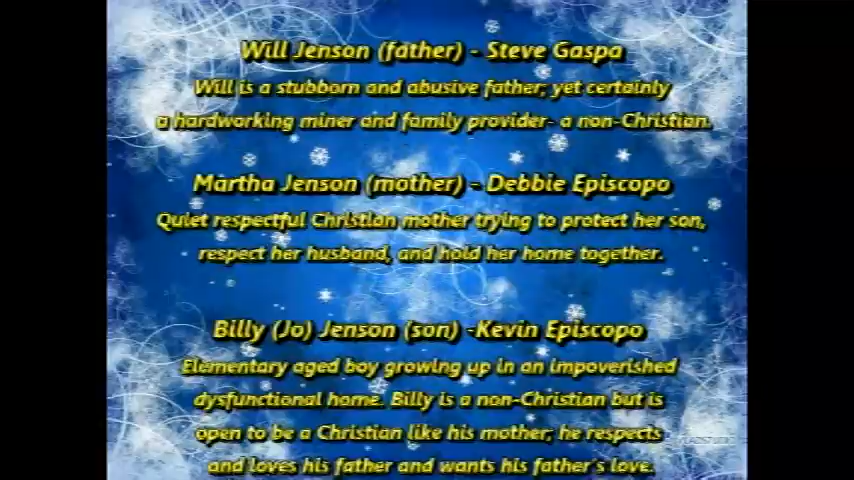 Will Jenson (father) - Steve Gaspa
Will is a stubborn and abusive father; yet certainly
a hardworking miner and family provider- a non-Christian.
Martha Jenson (mother) - Debbie Episcopo
Quiet respectful Christian mother trying to protect her son,
respect her husband, and hold her home together.
Billy (Jo) Jenson (son) -Kevin Episcopo
Elementary aged boy growing up in an impoverished
dysfunctional home. Billy is a non-Christian but is
open to be a Christian like his mother; he respects
and loves his father and wants his father's love.